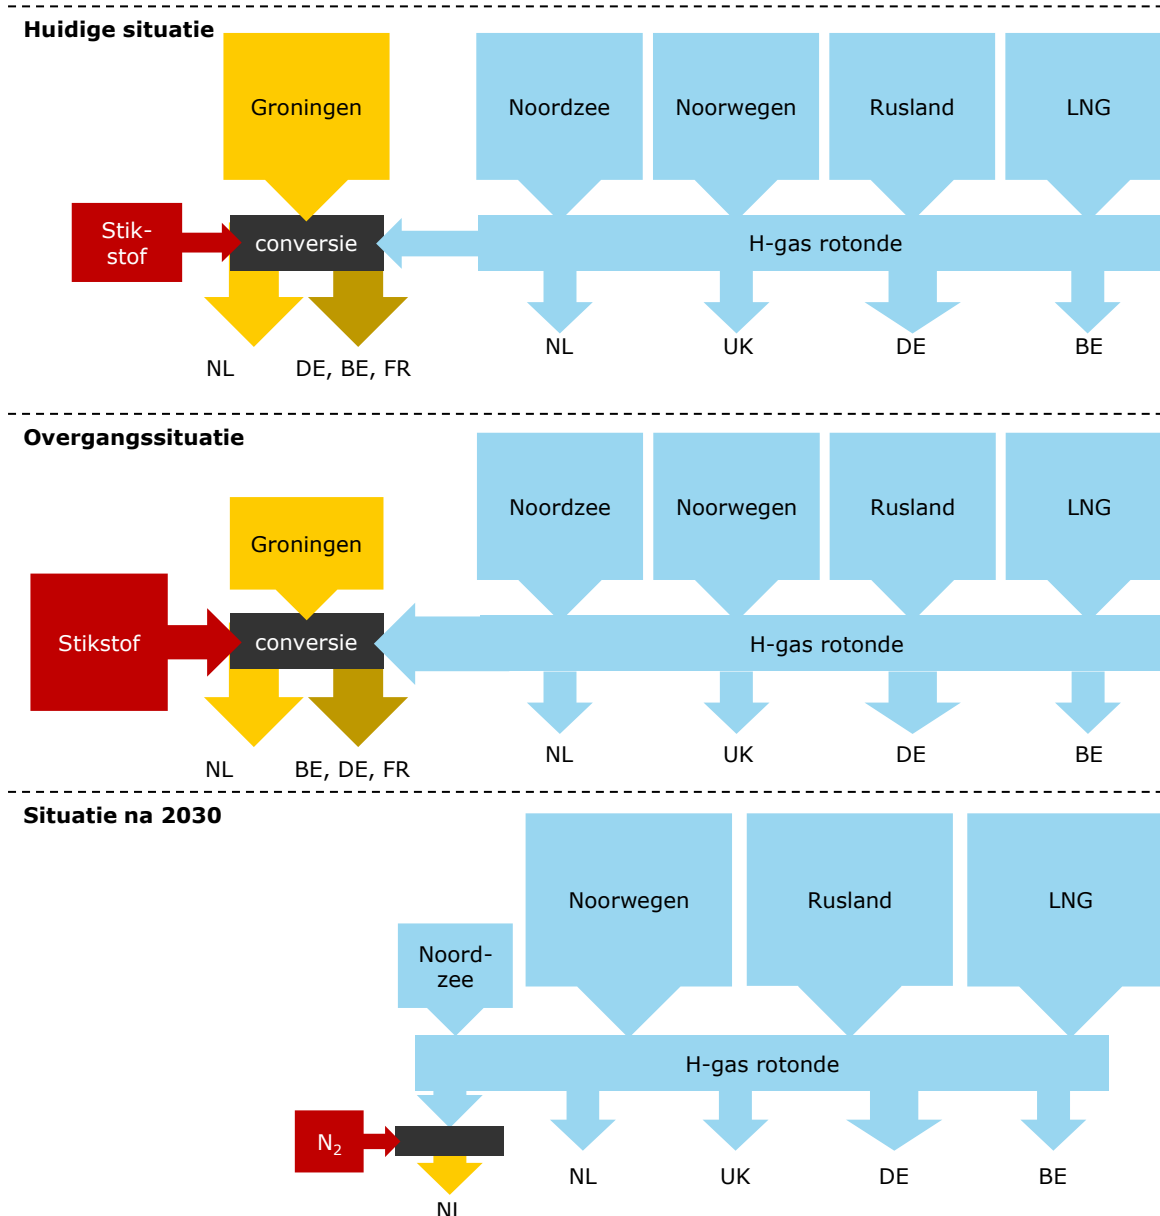 Huidige situatie
Groningen
Noordzee
Noorwegen
Rusland
LNG
Stik-
stof
conversie
H-gas rotonde
NL
DE, BE, FR
NL
UK
DE
BE
Overgangssituatie
Groningen
Noordzee
Noorwegen
Rusland
LNG
Stikstof
conversie
H-gas rotonde
NL
BE, DE, FR
NL
UK
DE
BE
Situatie na 2030
Noord-
zee
Noorwegen
Rusland
LNG
H-gas rotonde
N₂
NL
UK
DE
BE
NL